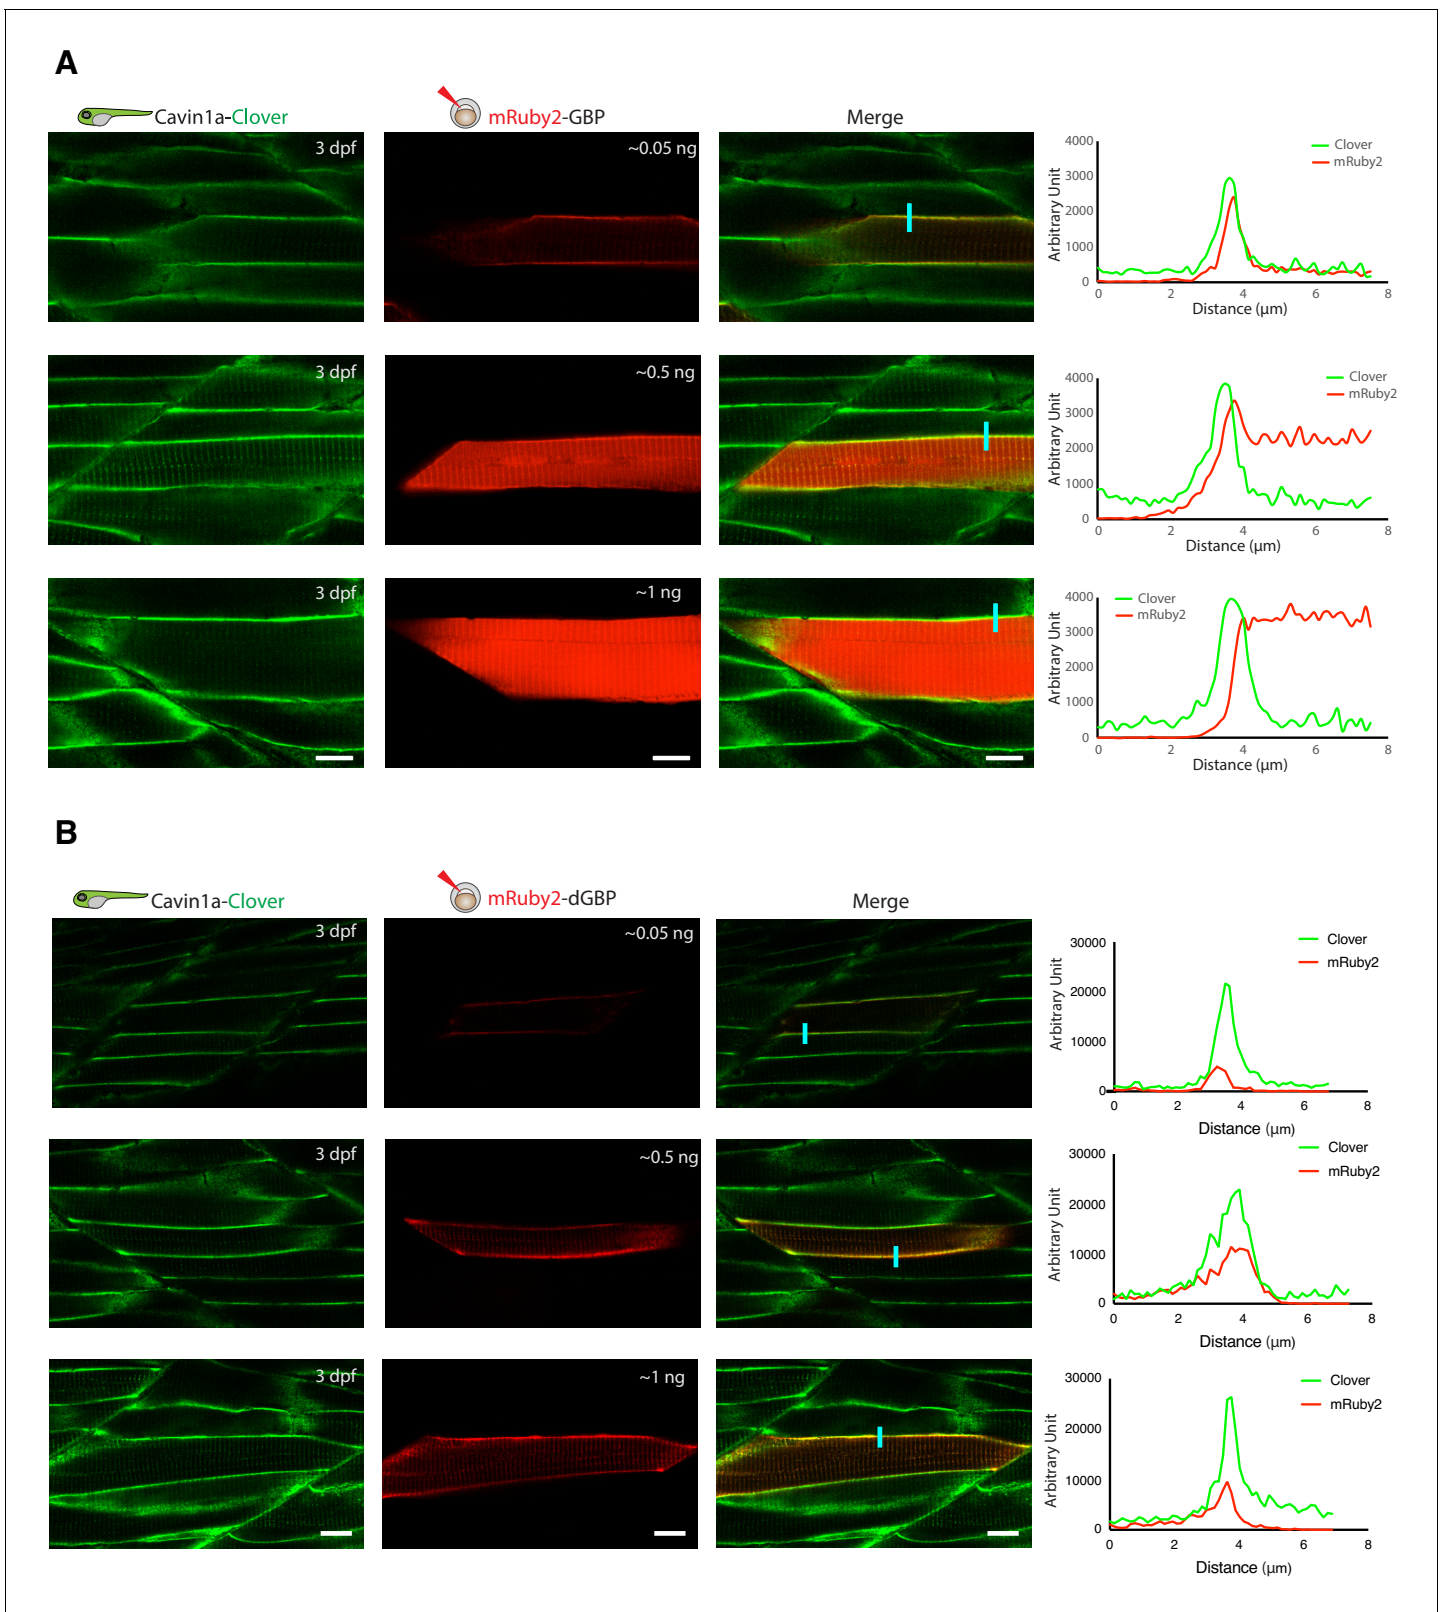 A
Cavin1a-Clover
mRuby2-GBP
Merge
3 dpf
~0.05 ng
4000
3000
2000
1000
0
Arbitrary Unit
Clover
mRuby2
0 2 4 6 8
Distance (µm)
3 dpf
~0.5 ng
4000
3000
2000
1000
0
Arbitrary Unit
Clover
mRuby2
0 2 4 6 8
Distance (µm)
3 dpf
~1 ng
4000
3000
2000
1000
0
Arbitrary Unit
Clover
mRuby2
0 2 4 6 8
Distance (µm)
B
Cavin1a-Clover
mRuby2-dGBP
Merge
3 dpf
~0.05 ng
30000
20000
10000
0
Arbitrary Unit
Clover
mRuby2
0 2 4 6 8
Distance (µm)
3 dpf
~0.5 ng
30000
20000
10000
0
Arbitrary Unit
Clover
mRuby2
0 2 4 6 8
Distance (µm)
3 dpf
~1 ng
30000
20000
10000
0
Arbitrary Unit
Clover
mRuby2
0 2 4 6 8
Distance (µm)